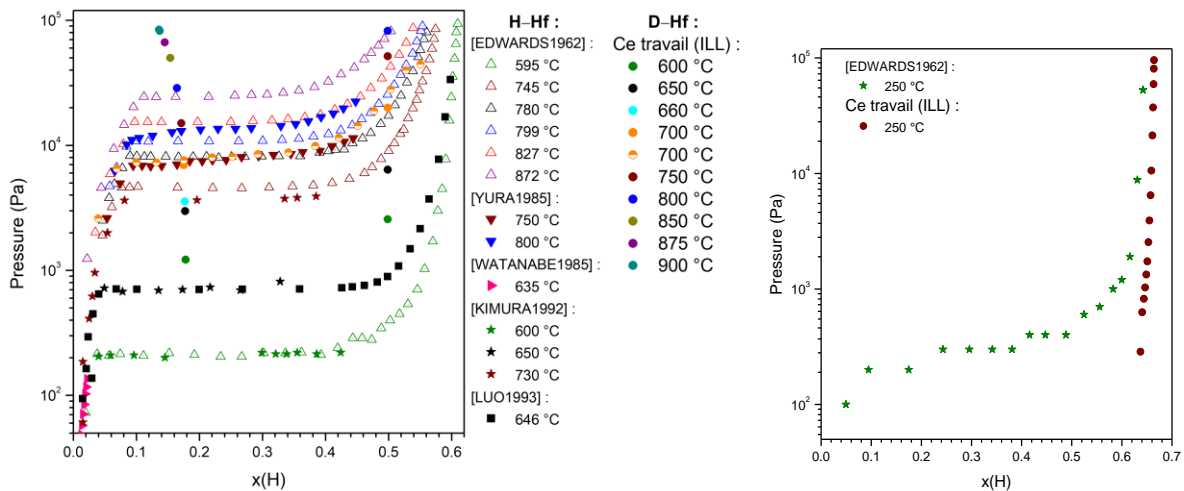 10⁵
10⁴
10³
10²
Pressure (Pa)
0.0 0.1 0.2 0.3 0.4 0.5 0.6
x(H)
H–Hf :
[EDWARDS1962] :
595 °C
745 °C
780 °C
799 °C
827 °C
872 °C
[YURA1985] :
750 °C
800 °C
[WATANABE1985] :
635 °C
[KIMURA1992] :
600 °C
650 °C
730 °C
[LUO1993] :
646 °C
D–Hf :
Ce travail (ILL) :
600 °C
650 °C
660 °C
700 °C
700 °C
750 °C
800 °C
850 °C
875 °C
900 °C
10⁵
10⁴
10³
10²
Pressure (Pa)
[EDWARDS1962] :
250 °C
Ce travail (ILL) :
250 °C
0.0 0.1 0.2 0.3 0.4 0.5 0.6 0.7
x(H)